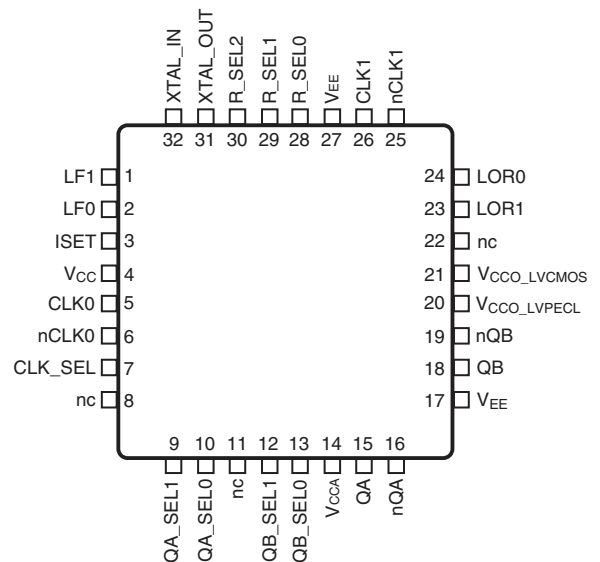 XTAL_IN
XTAL_OUT
R_SEL2
R_SEL1
R_SEL0
VEE
CLK1
nCLK1
32 31 30 29 28 27 26 25
LF1 1
LF0 2
ISET 3
VCC 4
CLK0 5
nCLK0 6
CLK_SEL 7
nc 8
24 LOR0
23 LOR1
22 nc
21 VCCO_LVCMOS
20 VCCO_LVPECL
19 nQB
18 QB
17 VEE
9 10 11 12 13 14 15 16
QA_SEL1
QA_SEL0
nc
QB_SEL1
QB_SEL0
VCCA
QA
nQA